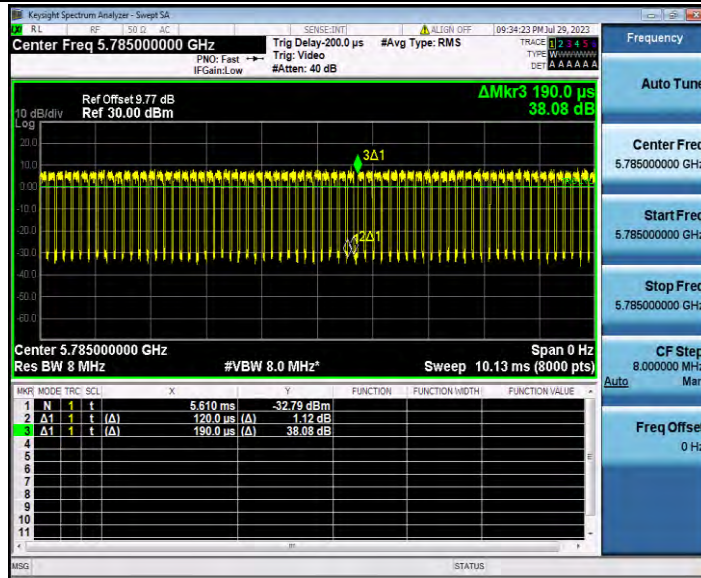 Keysight Spectrum Analyzer - Swept SA
RL RF 50 Ω AC SENSE:INT ALIGN OFF 09:34:23 PM Jul 29, 2023
Center Freq 5.785000000 GHz Trig Delay-200.0 µs #Avg Type: RMS TRACE 1 2 3 4 5 6
PNO: Fast Trig: Video TYPE W
IFGain:Low #Atten: 40 dB DET A A A A A A
Frequency
Auto Tune
Center Freq
5.785000000 GHz
Start Freq
5.785000000 GHz
Stop Freq
5.785000000 GHz
CF Step
8.000000 MHz
Auto Man
Freq Offset
0 Hz
ΔMkr3 190.0 µs
38.08 dB
Ref Offset 9.77 dB
10 dB/div Ref 30.00 dBm
Log
20.0
10.0
0.00
-10.0
-20.0
-30.0
-40.0
-50.0
-60.0
3Δ1
2Δ1
Center 5.785000000 GHz Span 0 Hz
Res BW 8 MHz #VBW 8.0 MHz* Sweep 10.13 ms (8000 pts)
MKR MODE TRC SCL X Y FUNCTION FUNCTION WIDTH FUNCTION VALUE
1 N 1 t 5.610 ms -32.79 dBm
2 Δ1 1 t (Δ) 120.0 µs (Δ) 1.12 dB
3 Δ1 1 t (Δ) 190.0 µs (Δ) 38.08 dB
4
5
6
7
8
9
10
11
MSG STATUS